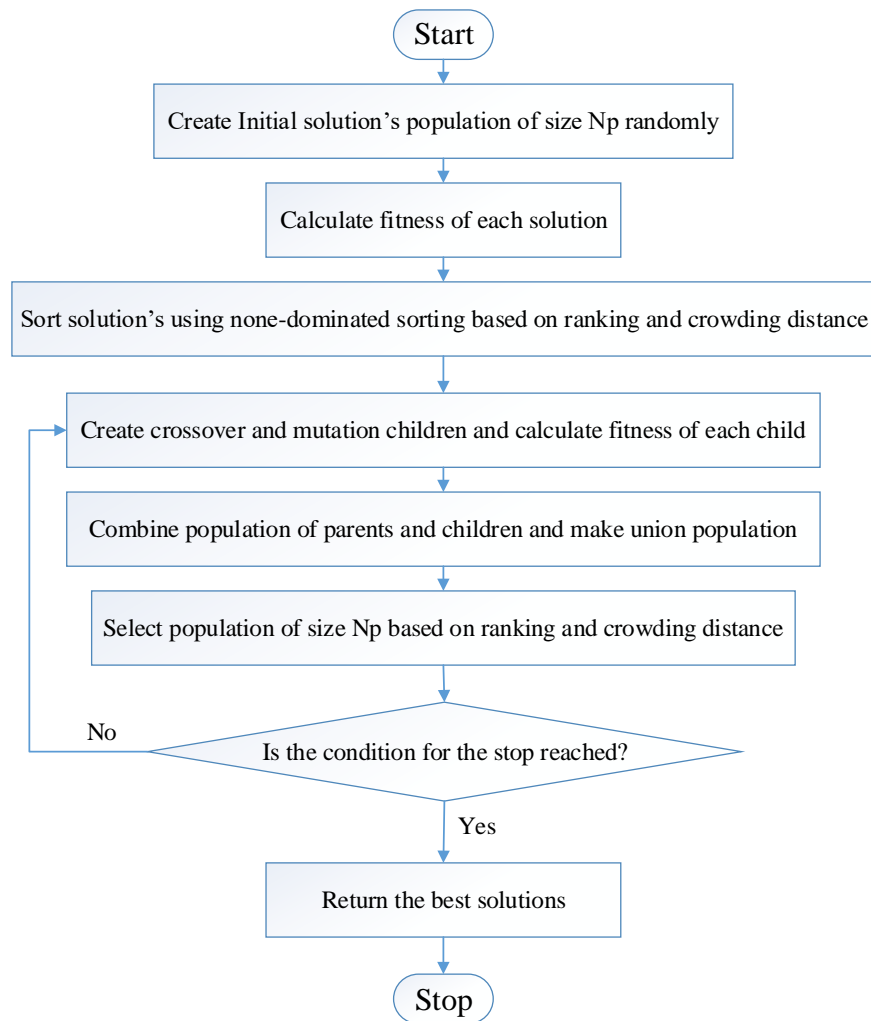 Start
Create Initial solution’s population of size Np randomly
Calculate fitness of each solution
Sort solution’s using none-dominated sorting based on ranking and crowding distance
Create crossover and mutation children and calculate fitness of each child
Combine population of parents and children and make union population
Select population of size Np based on ranking and crowding distance
No
Is the condition for the stop reached?
Yes
Return the best solutions
Stop